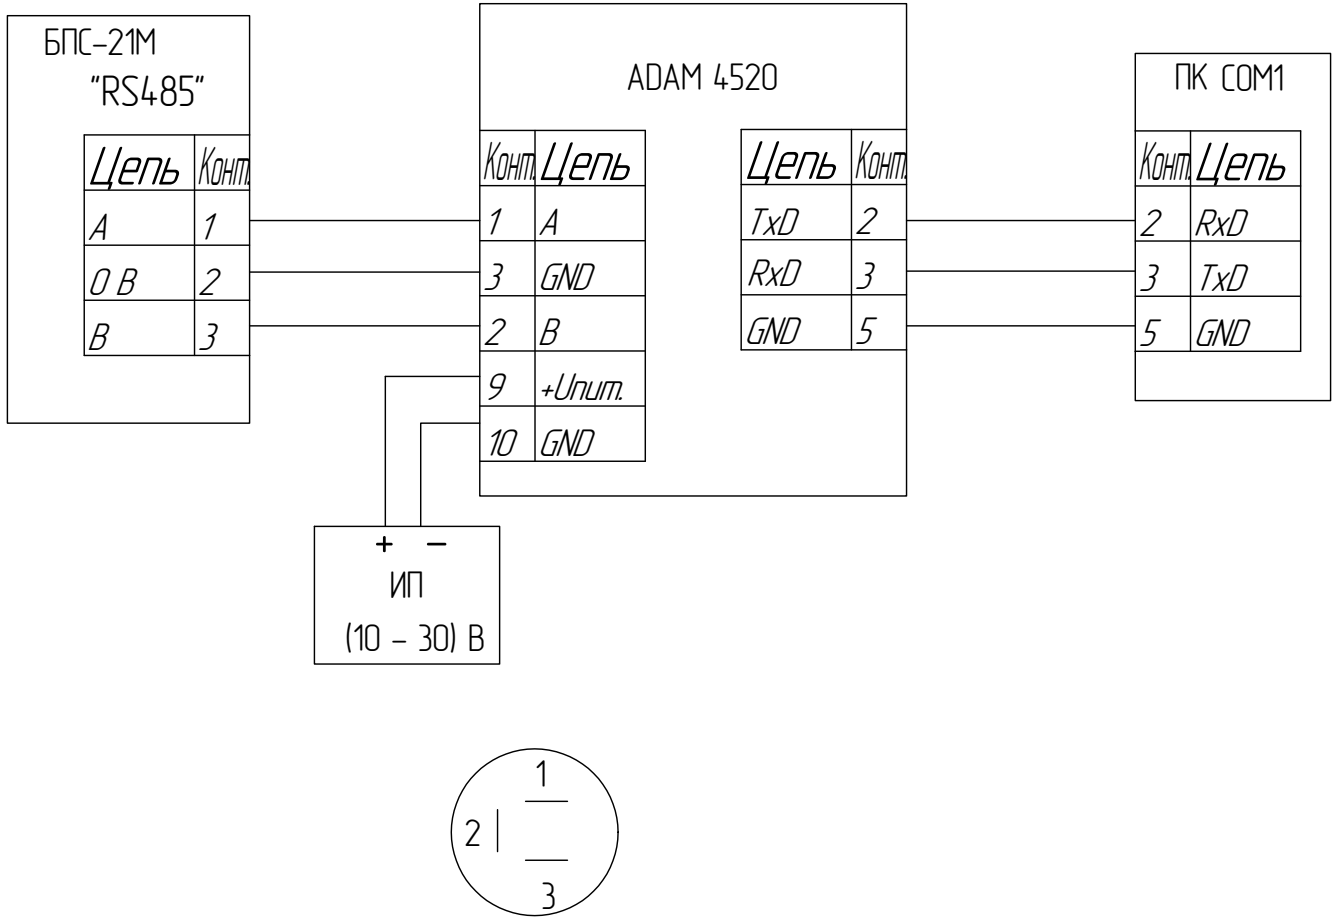 БПС-21М
"RS485"
Цепь Конт.
А 1
0 В 2
В 3
ADAM 4520
Конт. Цепь
1 А
3 GND
2 В
9 +Uпит.
10 GND
Цепь Конт.
TxD 2
RxD 3
GND 5
ПК COM1
Конт. Цепь
2 RxD
3 TxD
5 GND
+ –
ИП
(10 – 30) В
1
2
3